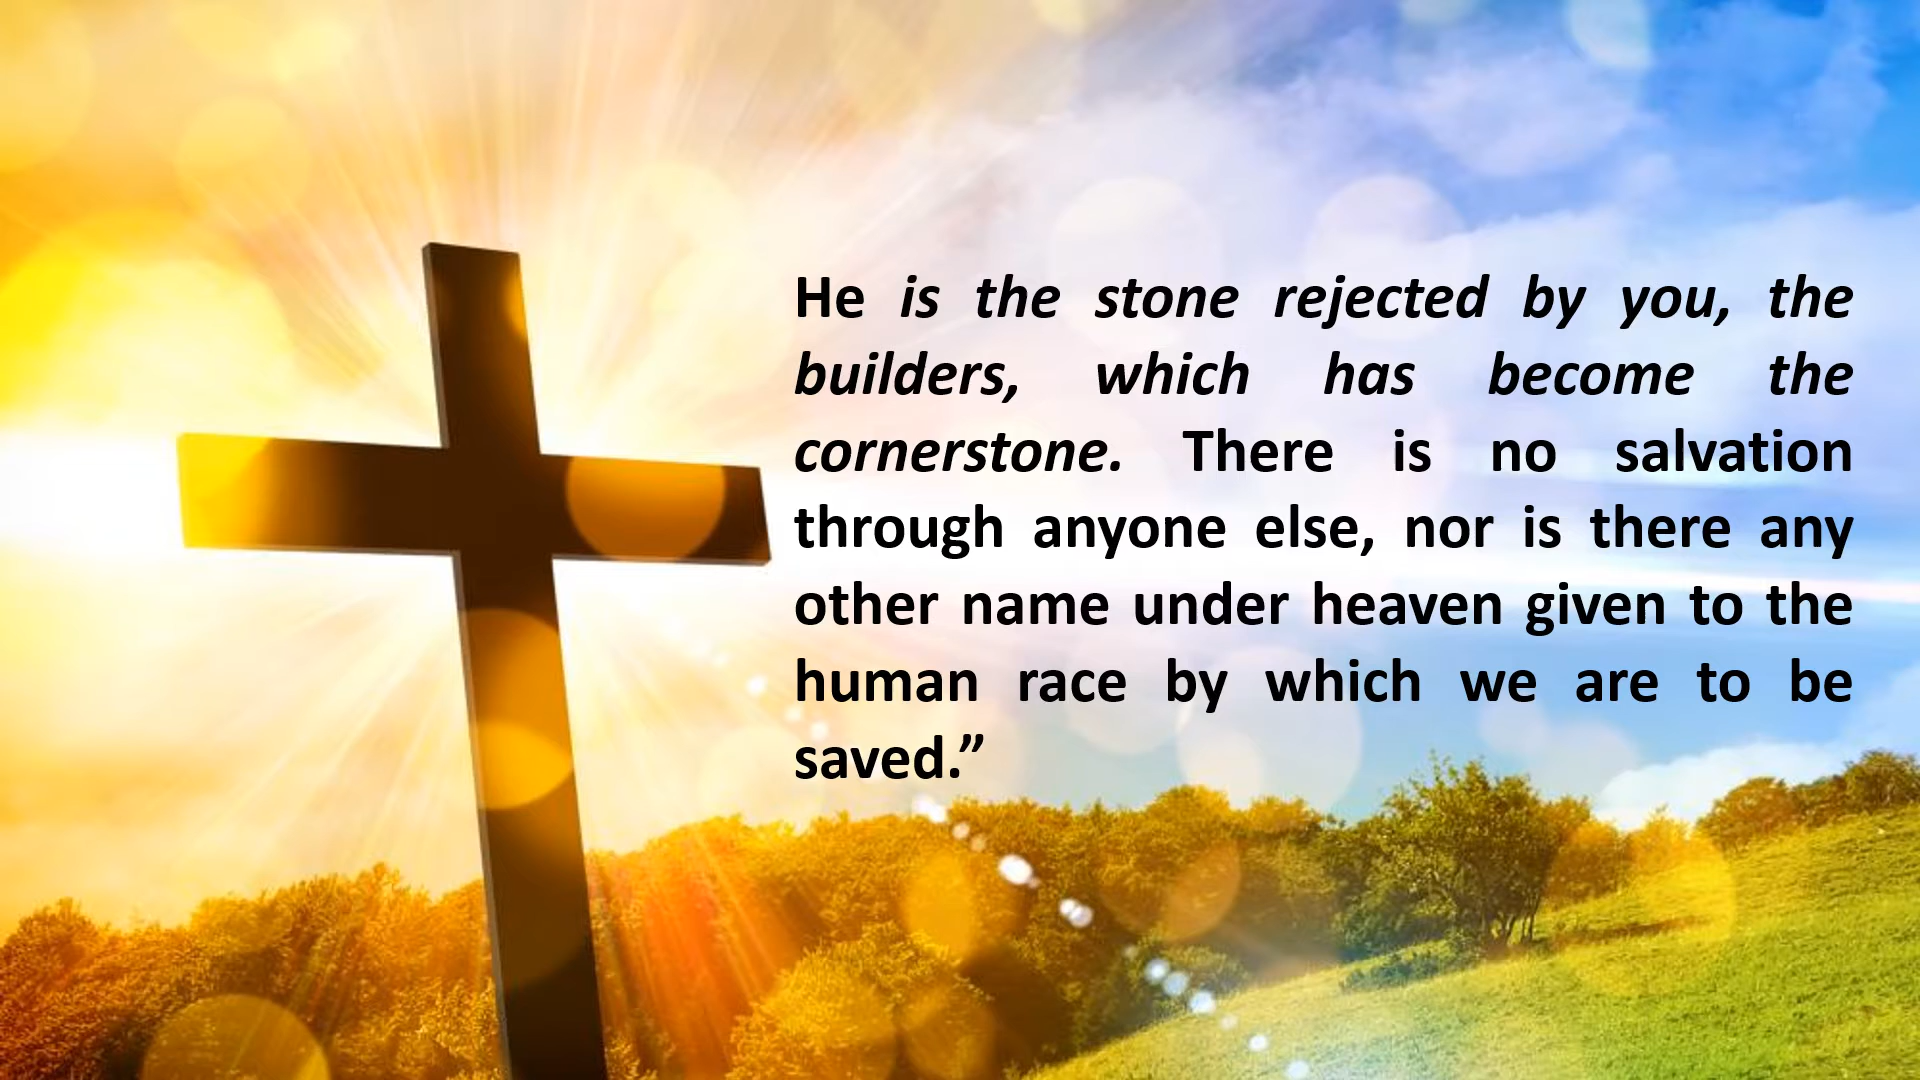 He is the stone rejected by you, the
builders, which has become the
cornerstone. There is no salvation
through anyone else, nor is there any
other name under heaven given to the
human race by which we are to be
saved.”